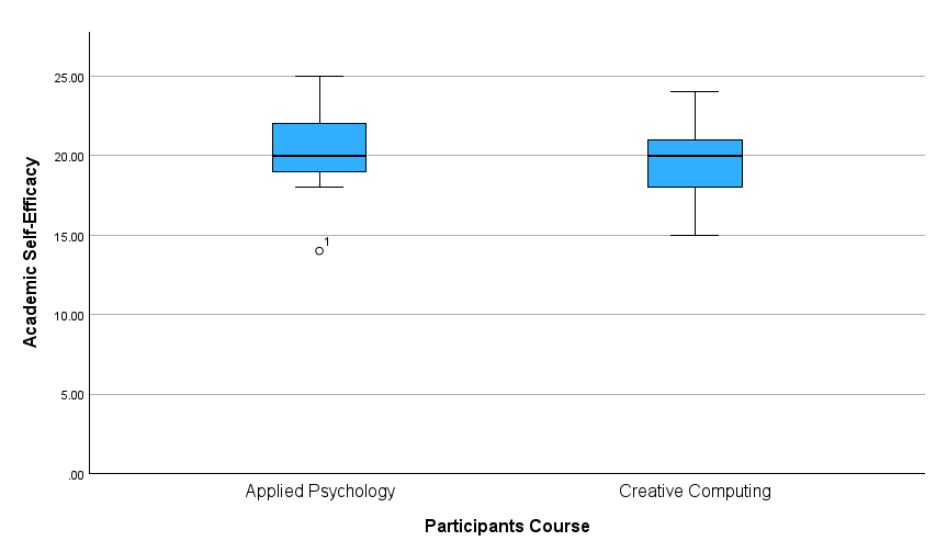 25.00
20.00
15.00
10.00
5.00
.00
Academic Self-Efficacy
1
Applied Psychology
Creative Computing
Participants Course